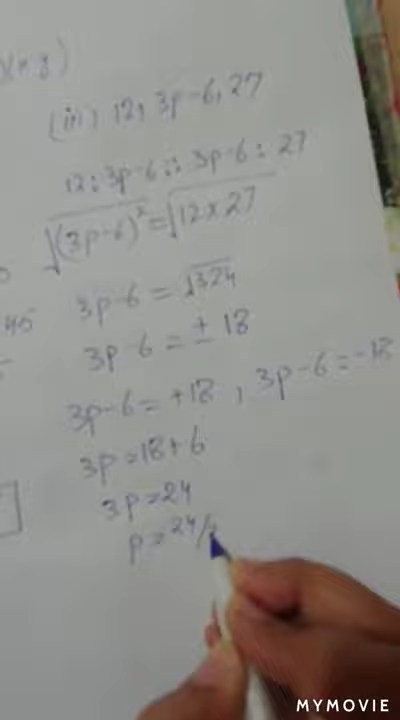 (iii) 12, 3p-6, 27
12 : 3p-6 :: 3p-6 : 27
√(3p-6)² = √12 x 27
45
3p-6 = √324
3p-6 = ± 18
3p-6 = +18 , 3p-6 = -18
3p = 18+6
3p = 24
p = 24/
MYMOVIE